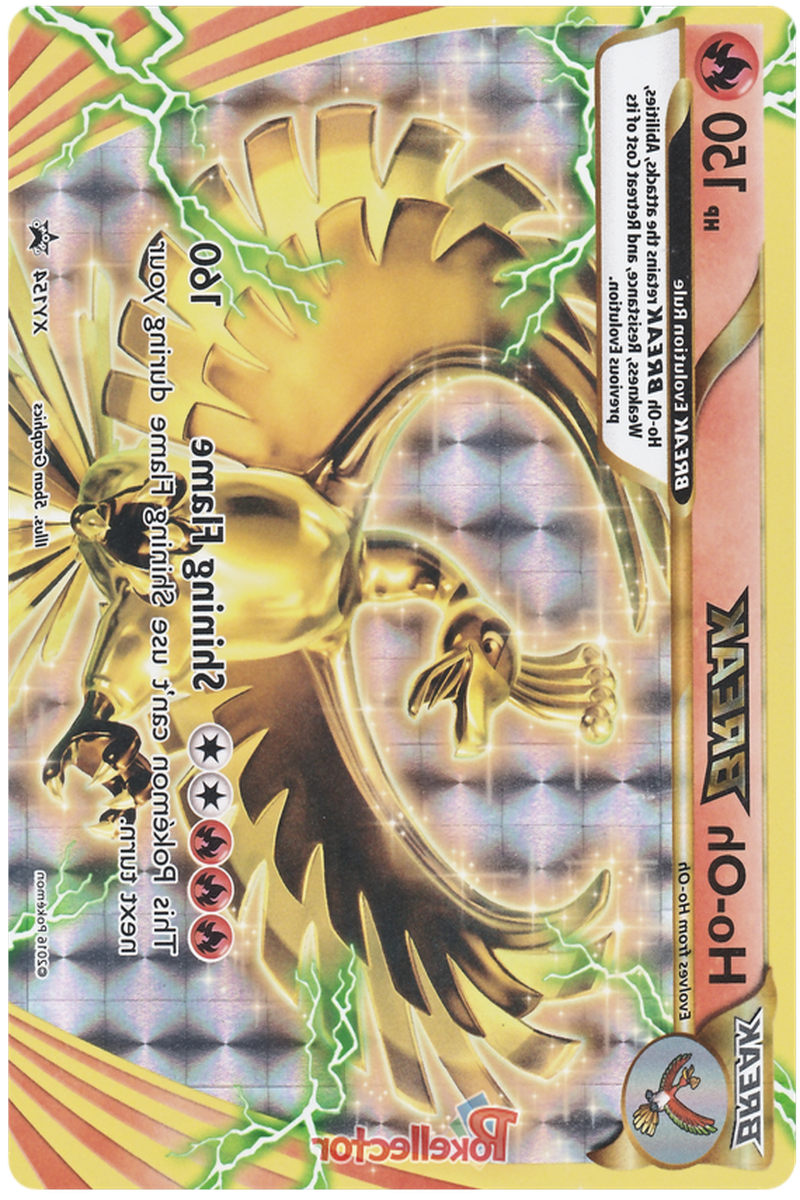 BREAK
Evolves from Ho-Oh
Ho-Oh BREAK
HP 150
BREAK Evolution Rule
Ho-Oh BREAK retains the attacks, Abilities,
Weakness, Resistance, and Retreat Cost of its
previous Evolution.
Shining Flame 160
This Pokémon can't use Shining Flame during your
next turn.
©2016 Pokémon
Illus. 5ban Graphics
XY154
Pokellector